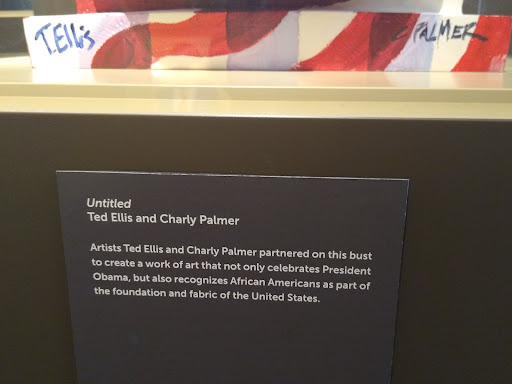 T. Ellis
C PALMER
Untitled
Ted Ellis and Charly Palmer
Artists Ted Ellis and Charly Palmer partnered on this bust
to create a work of art that not only celebrates President
Obama, but also recognizes African Americans as part of
the foundation and fabric of the United States.